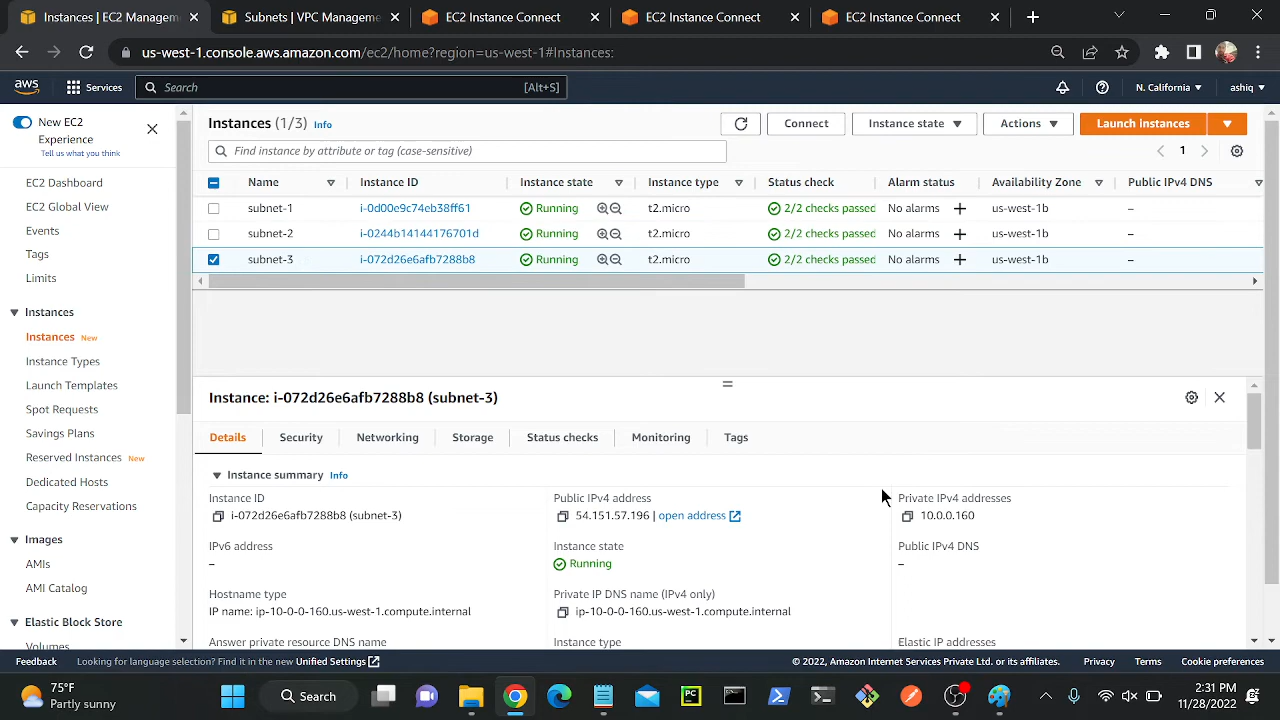 Instances | EC2 Managem
Subnets | VPC Manageme
EC2 Instance Connect
EC2 Instance Connect
EC2 Instance Connect
us-west-1.console.aws.amazon.com/ec2/home?region=us-west-1#Instances:
aws
Services
Search
[Alt+S]
N. California
ashiq
New EC2
Experience
Tell us what you think
EC2 Dashboard
EC2 Global View
Events
Tags
Limits
Instances
Instances New
Instance Types
Launch Templates
Spot Requests
Savings Plans
Reserved Instances New
Dedicated Hosts
Capacity Reservations
Images
AMIs
AMI Catalog
Elastic Block Store
Volumes
Instances (1/3) Info
Connect
Instance state
Actions
Launch instances
Find instance by attribute or tag (case-sensitive)
1
Name Instance ID Instance state Instance type Status check Alarm status Availability Zone Public IPv4 DNS
subnet-1 i-0d00e9c74eb38ff61 Running t2.micro 2/2 checks passed No alarms + us-west-1b –
subnet-2 i-0244b14144176701d Running t2.micro 2/2 checks passed No alarms + us-west-1b –
subnet-3 i-072d26e6afb7288b8 Running t2.micro 2/2 checks passed No alarms + us-west-1b –
Instance: i-072d26e6afb7288b8 (subnet-3)
Details Security Networking Storage Status checks Monitoring Tags
Instance summary Info
Instance ID
i-072d26e6afb7288b8 (subnet-3)
Public IPv4 address
54.151.57.196 | open address
Private IPv4 addresses
10.0.0.160
IPv6 address
–
Instance state
Running
Public IPv4 DNS
–
Hostname type
IP name: ip-10-0-0-160.us-west-1.compute.internal
Private IP DNS name (IPv4 only)
ip-10-0-0-160.us-west-1.compute.internal
Answer private resource DNS name
Instance type
Elastic IP addresses
Feedback
Looking for language selection? Find it in the new Unified Settings
© 2022, Amazon Internet Services Private Ltd. or its affiliates.
Privacy
Terms
Cookie preferences
75°F
Partly sunny
Search
PC
2:31 PM
11/28/2022